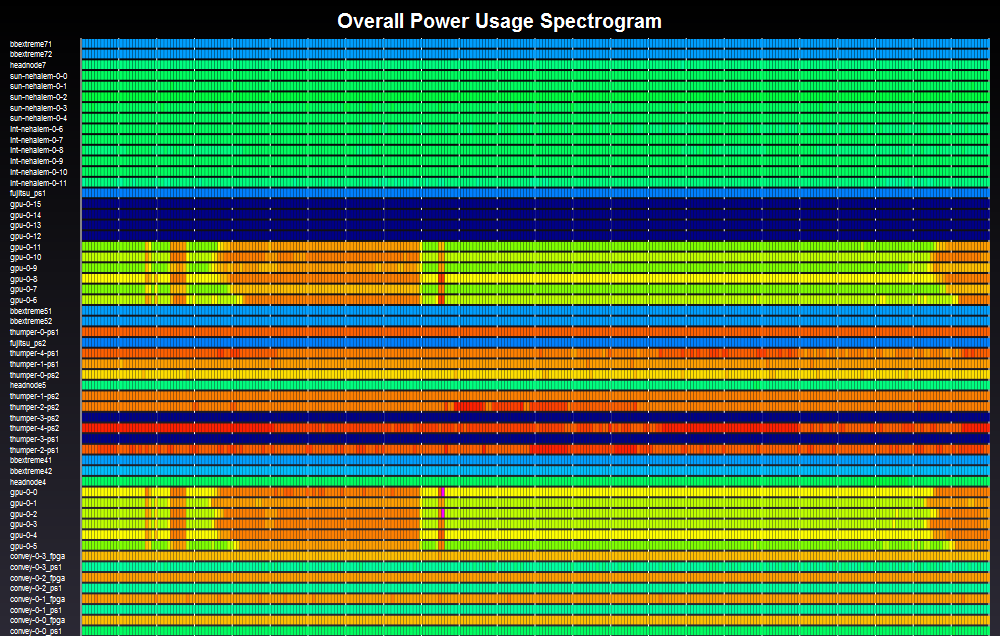 Overall Power Usage Spectrogram
bbextreme71
bbextreme72
headnode7
sun-nehalem-0-0
sun-nehalem-0-1
sun-nehalem-0-2
sun-nehalem-0-3
sun-nehalem-0-4
int-nehalem-0-6
int-nehalem-0-7
int-nehalem-0-8
int-nehalem-0-9
int-nehalem-0-10
int-nehalem-0-11
fujitsu_ps1
gpu-0-15
gpu-0-14
gpu-0-13
gpu-0-12
gpu-0-11
gpu-0-10
gpu-0-9
gpu-0-8
gpu-0-7
gpu-0-6
bbextreme51
bbextreme52
thumper-0-ps1
fujitsu_ps2
thumper-4-ps1
thumper-1-ps1
thumper-0-ps2
headnode5
thumper-1-ps2
thumper-2-ps2
thumper-3-ps2
thumper-4-ps2
thumper-3-ps1
thumper-2-ps1
bbextreme41
bbextreme42
headnode4
gpu-0-0
gpu-0-1
gpu-0-2
gpu-0-3
gpu-0-4
gpu-0-5
convey-0-3_fpga
convey-0-3_ps1
convey-0-2_fpga
convey-0-2_ps1
convey-0-1_fpga
convey-0-1_ps1
convey-0-0_fpga
convey-0-0_ps1